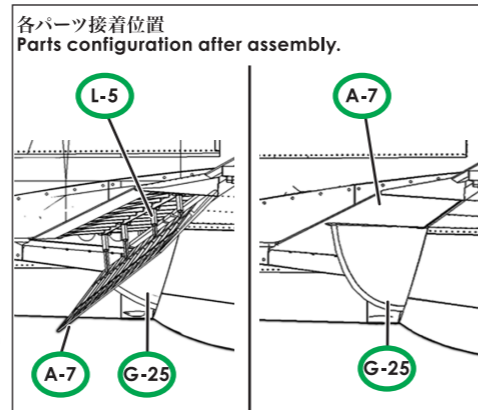 各パーツ接着位置
Parts configuration after assembly.
L-5
A-7
A-7
G-25
G-25